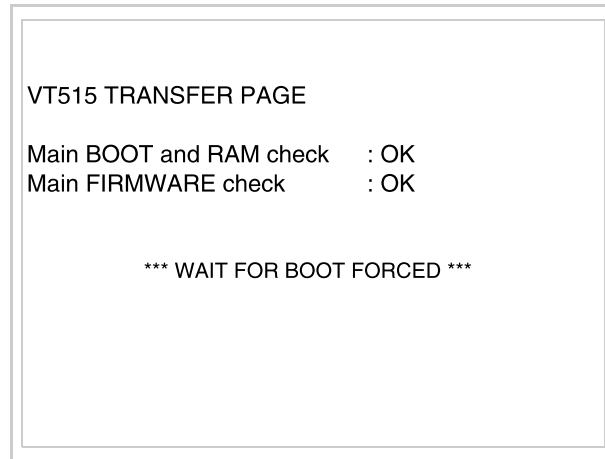 VT515 TRANSFER PAGE
Main BOOT and RAM check : OK
Main FIRMWARE check : OK
*** WAIT FOR BOOT FORCED ***